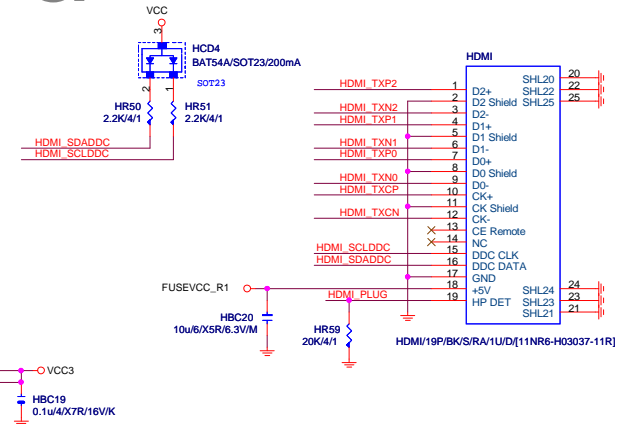 VCC
3
HCD4
BAT54A/SOT23/200mA
SOT23
2
1
HR50
2.2K/4/1
HR51
2.2K/4/1
HDMI_SDADDC
HDMI_SCLDDC
HDMI
HDMI_TXP2 1 D2+
2 D2 Shield
HDMI_TXN2 3 D2-
HDMI_TXP1 4 D1+
5 D1 Shield
HDMI_TXN1 6 D1-
HDMI_TXP0 7 D0+
8 D0 Shield
HDMI_TXN0 9 D0-
HDMI_TXCP 10 CK+
11 CK Shield
HDMI_TXCN 12 CK-
13 CE Remote
14 NC
HDMI_SCLDDC 15 DDC CLK
HDMI_SDADDC 16 DDC DATA
17 GND
FUSEVCC_R1 18 +5V
HDMI_PLUG 19 HP DET
SHL20 20
SHL22 22
SHL25 25
SHL24 24
SHL23 23
SHL21 21
HBC20
10u/6/X5R/6.3V/M
HR59
20K/4/1
HDMI/19P/BK/S/RA/1U/D/[11NR6-H03037-11R]
VCC3
HBC19
0.1u/4/X7R/16V/K